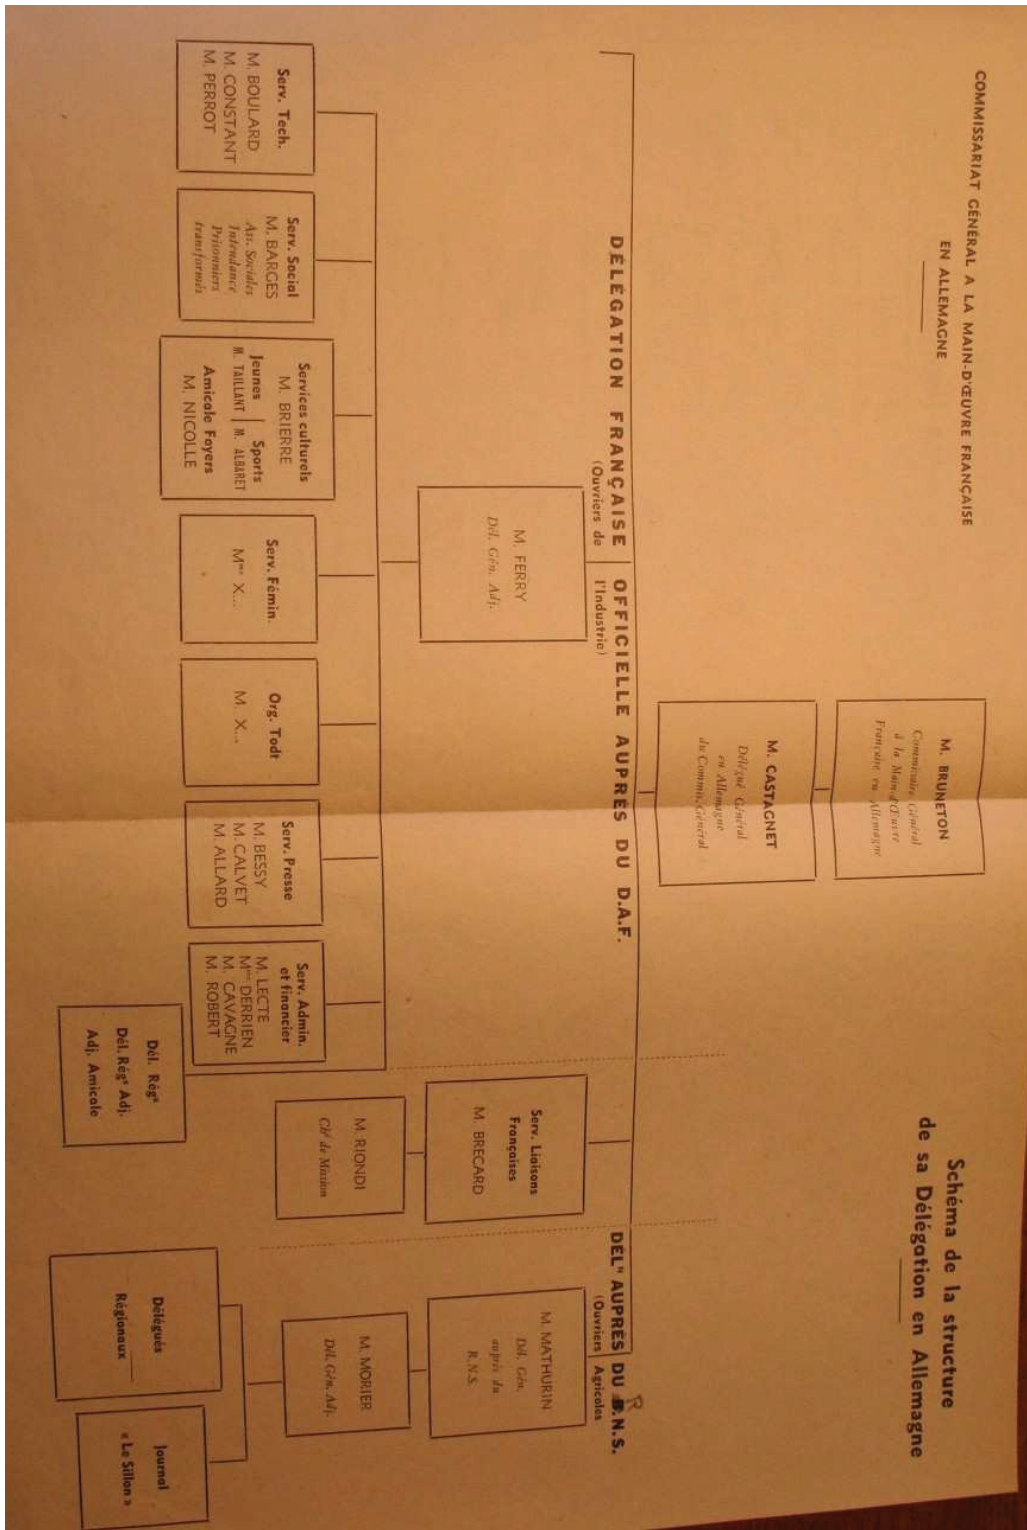 COMMISSARIAT GÉNÉRAL A LA MAIN-D'ŒUVRE FRANÇAISE
EN ALLEMAGNE
Schéma de la structure
de sa Délégation en Allemagne
M. BRUNETON
Commissaire Général
à la Main-d'Œuvre
Française en Allemagne
M. CASTAGNET
Délégué Général
en Allemagne
du Commis. Général
DÉLÉGATION FRANÇAISE OFFICIELLE AUPRÈS DU D.A.F.
(Ouvriers de l'Industrie)
DÉLᴺ AUPRÈS DU R.N.S.
(Ouvriers Agricoles
M. FERRY
Dél. Gén. Adj.
Serv. Liaisons
Françaises
M. BRECARD
M. MATHURIN
Dél. Gén.
auprès du
R.N.S.
M. RIONDI
Chf de Mission
M. MORIER
Dél. Gén. Adj.
Serv. Tech.
M. BOULARD
M. CONSTANT
M. PERROT
Serv. Social
M. BARGES
Ass. Sociales
Intendance
Prisonniers
transformés
Services culturels
M. BRIERRE
Jeunes Sports
M. TAILLANT M. ALBARET
Amicale Foyers
M. NICOLLE
Serv. Fémin.
Mᵐᵉ X...
Org. Todt
M. X...
Serv. Presse
M. BESSY
M. CALVET
M. ALLARD
Serv. Admin.
et financier
M. LECTE
Mᵐᵉ DERRIEN
M. CAVAGNE
M. ROBERT
Dél. Régˣ
Dél. Régˣ Adj.
Adj. Amicale
Délégués
Régionaux
Journal
« Le Sillon »